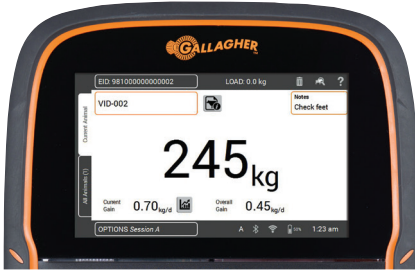 GALLAGHER
EID: 981000000000002 LOAD: 0.0 kg ?
Current Animal
VID-002
Notes
Check feet
245kg
All Animals (1)
Current Gain 0.70kg/d
Overall Gain 0.45kg/d
OPTIONS Session A A 52% 1:23 am